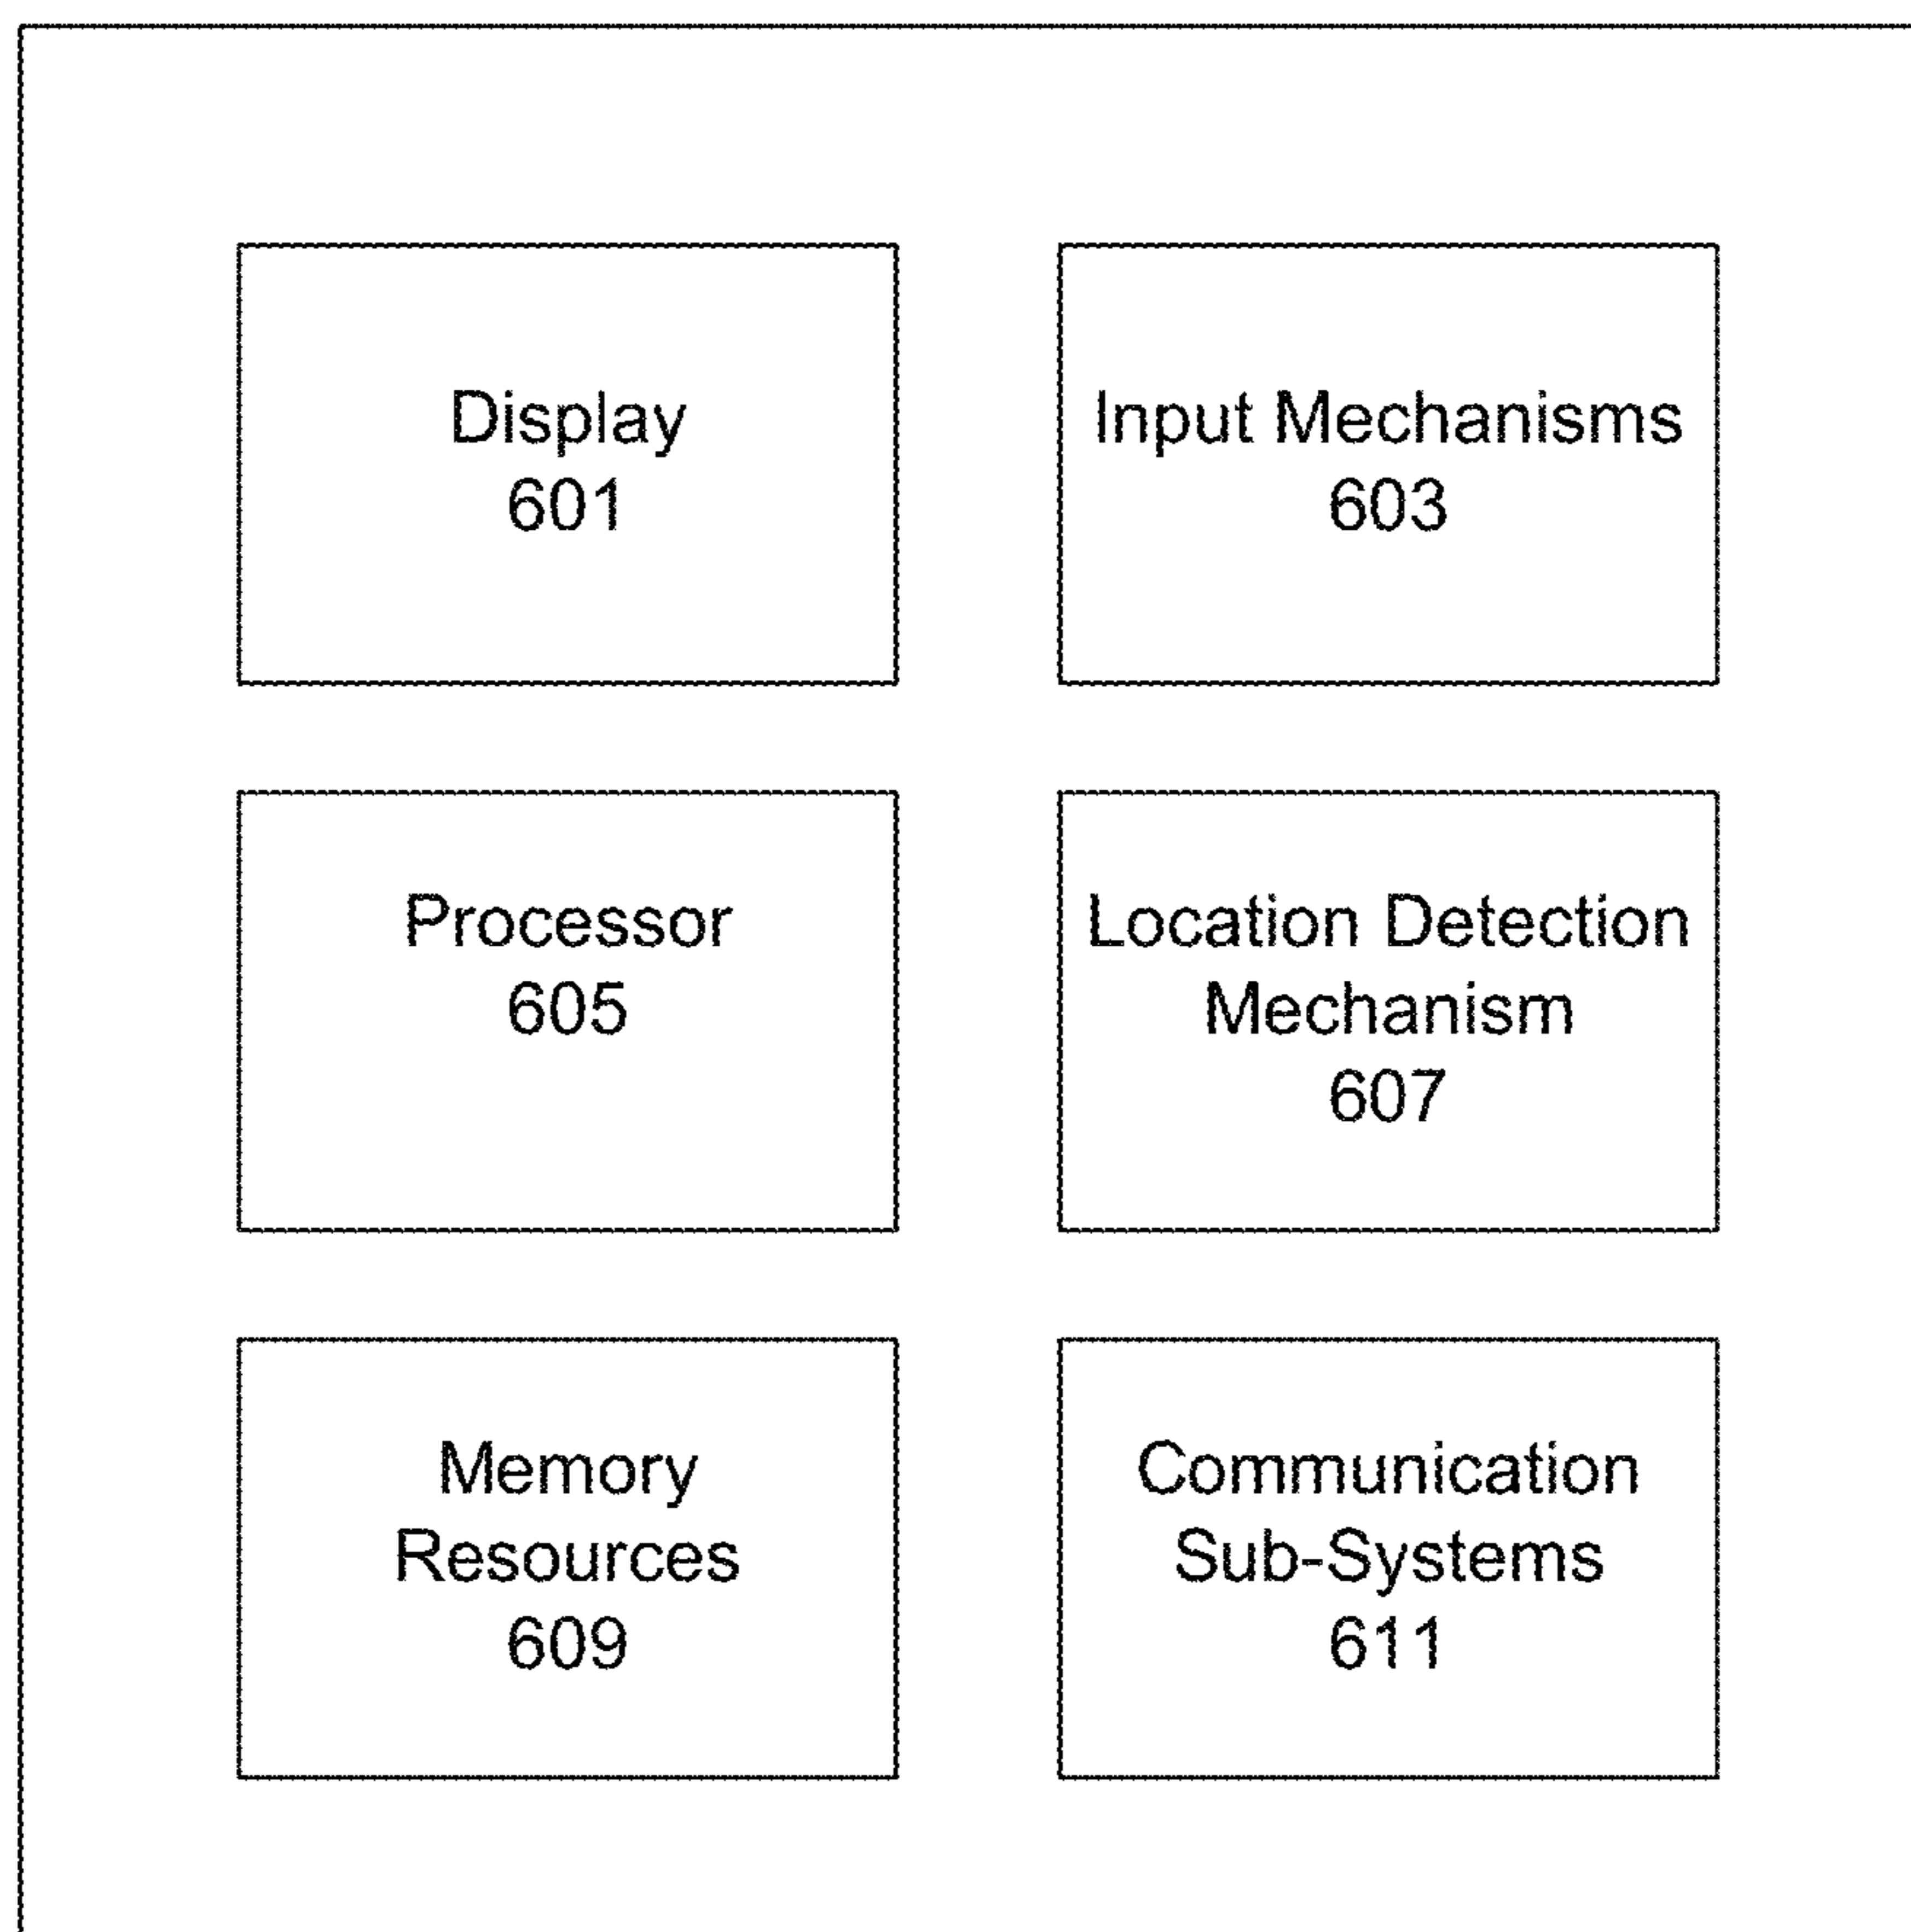 Display
601
Input Mechanisms
603
Processor
605
Location Detection
Mechanism
607
Memory
Resources
609
Communication
Sub-Systems
611